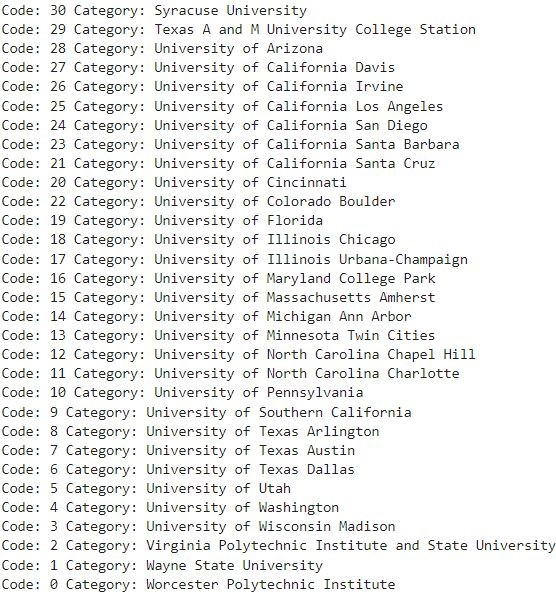 Code: 30 Category: Syracuse University
Code: 29 Category: Texas A and M University College Station
Code: 28 Category: University of Arizona
Code: 27 Category: University of California Davis
Code: 26 Category: University of California Irvine
Code: 25 Category: University of California Los Angeles
Code: 24 Category: University of California San Diego
Code: 23 Category: University of California Santa Barbara
Code: 21 Category: University of California Santa Cruz
Code: 20 Category: University of Cincinnati
Code: 22 Category: University of Colorado Boulder
Code: 19 Category: University of Florida
Code: 18 Category: University of Illinois Chicago
Code: 17 Category: University of Illinois Urbana-Champaign
Code: 16 Category: University of Maryland College Park
Code: 15 Category: University of Massachusetts Amherst
Code: 14 Category: University of Michigan Ann Arbor
Code: 13 Category: University of Minnesota Twin Cities
Code: 12 Category: University of North Carolina Chapel Hill
Code: 11 Category: University of North Carolina Charlotte
Code: 10 Category: University of Pennsylvania
Code: 9 Category: University of Southern California
Code: 8 Category: University of Texas Arlington
Code: 7 Category: University of Texas Austin
Code: 6 Category: University of Texas Dallas
Code: 5 Category: University of Utah
Code: 4 Category: University of Washington
Code: 3 Category: University of Wisconsin Madison
Code: 2 Category: Virginia Polytechnic Institute and State University
Code: 1 Category: Wayne State University
Code: 0 Category: Worcester Polytechnic Institute